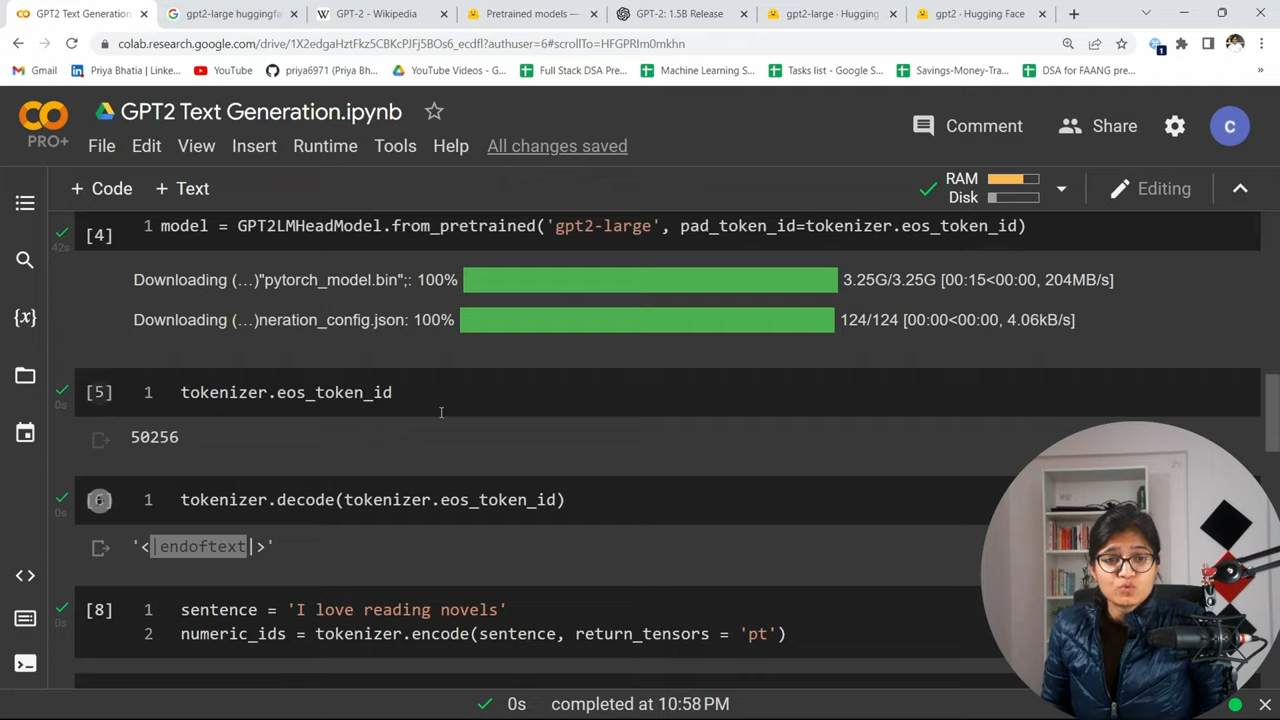 GPT2 Text Generation.ipynb - Co
gpt2-large huggingfa
GPT-2 - Wikipedia
Pretrained models —
GPT-2: 1.5B Release
gpt2-large · Hugging
gpt2 · Hugging Face
colab.research.google.com/drive/1X2edgaHztFkz5CBKcPJFj5BOs6_ecdfl?authuser=6#scrollTo=HFGPRIm0mkhn
Gmail
Priya Bhatia | Linke...
YouTube
priya6971 (Priya Bh...
YouTube Videos - G...
Full Stack DSA Pre...
Machine Learning S...
Tasks list - Google S...
Savings-Money-Tra...
DSA for FAANG pre...
»
GPT2 Text Generation.ipynb
PRO+
File Edit View Insert Runtime Tools Help All changes saved
Comment
Share
C
+ Code + Text
RAM
Disk
Editing
[4] 1 model = GPT2LMHeadModel.from_pretrained('gpt2-large', pad_token_id=tokenizer.eos_token_id)
42s
Downloading (…)"pytorch_model.bin";: 100% 3.25G/3.25G [00:15<00:00, 204MB/s]
Downloading (…)neration_config.json: 100% 124/124 [00:00<00:00, 4.06kB/s]
[5] 1 tokenizer.eos_token_id
0s
50256
[6] 1 tokenizer.decode(tokenizer.eos_token_id)
0s
'<|endoftext|>'
[8] 1 sentence = 'I love reading novels'
0s
2 numeric_ids = tokenizer.encode(sentence, return_tensors = 'pt')
{x}
<>
0s completed at 10:58 PM